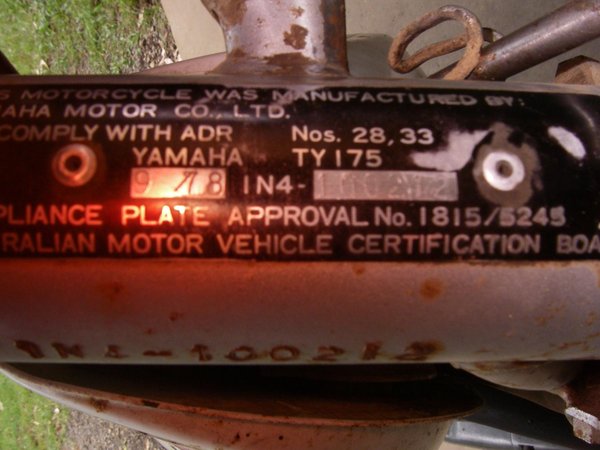 S MOTORCYCLE WAS MANUFACTURED BY:
AHA MOTOR CO., LTD.
COMPLY WITH ADR Nos. 28, 33
YAMAHA TY175
9 78 1N4-
PLIANCE PLATE APPROVAL No. 1815/5245
RALIAN MOTOR VEHICLE CERTIFICATION BOA